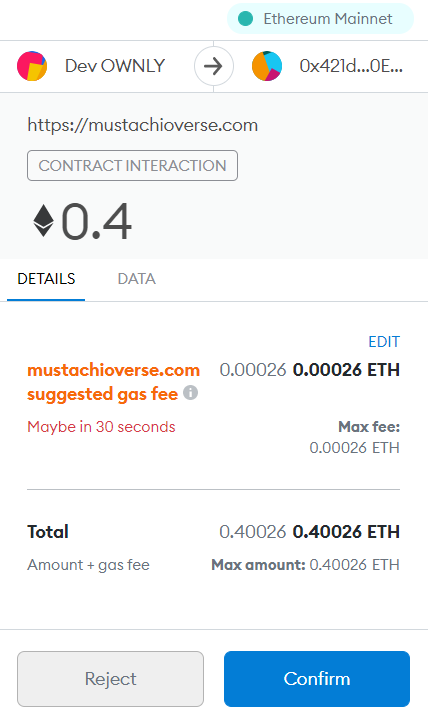 Ethereum Mainnet
Dev OWNLY
0x421d...0E...
https://mustachioverse.com
CONTRACT INTERACTION
0.4
DETAILS DATA
EDIT
mustachioverse.com 0.00026 0.00026 ETH
suggested gas fee
Maybe in 30 seconds Max fee:
0.00026 ETH
Total 0.40026 0.40026 ETH
Amount + gas fee Max amount: 0.40026 ETH
Reject Confirm